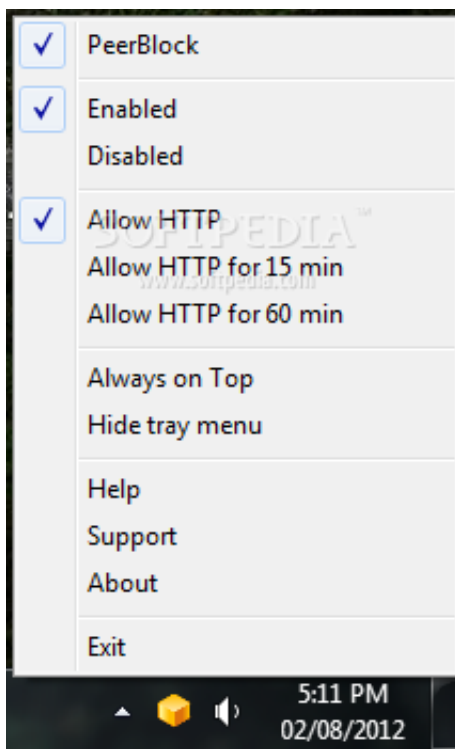 PeerBlock
Enabled
Disabled
Allow HTTP
SOFTPEDIA™
Allow HTTP for 15 min
www.softpedia.com
Allow HTTP for 60 min
Always on Top
Hide tray menu
Help
Support
About
Exit
5:11 PM
02/08/2012